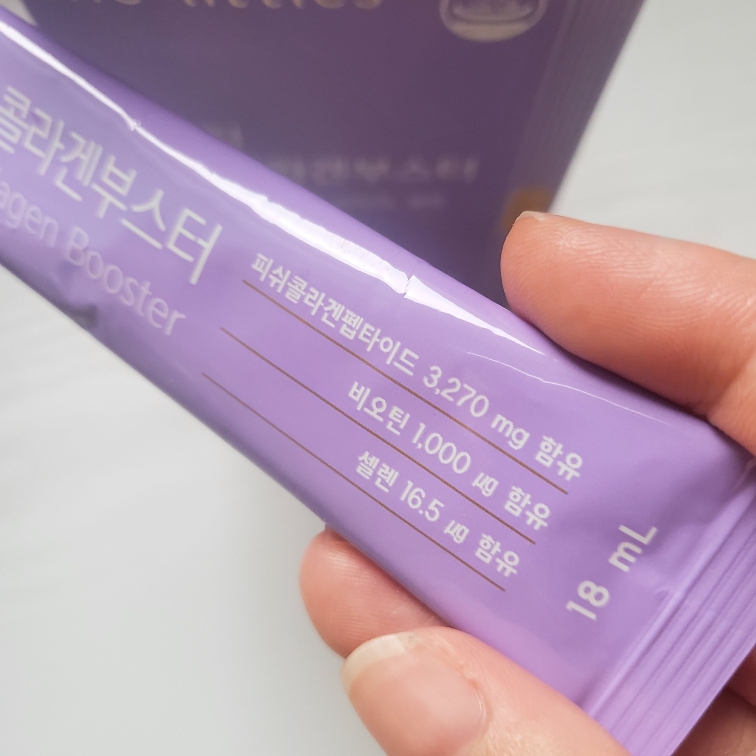 콜라겐부스터
agen Booster
피쉬콜라겐펩타이드 3,270 mg 함유
비오틴 1,000 µg 함유
셀렌 16.5 µg 함유
18 mL